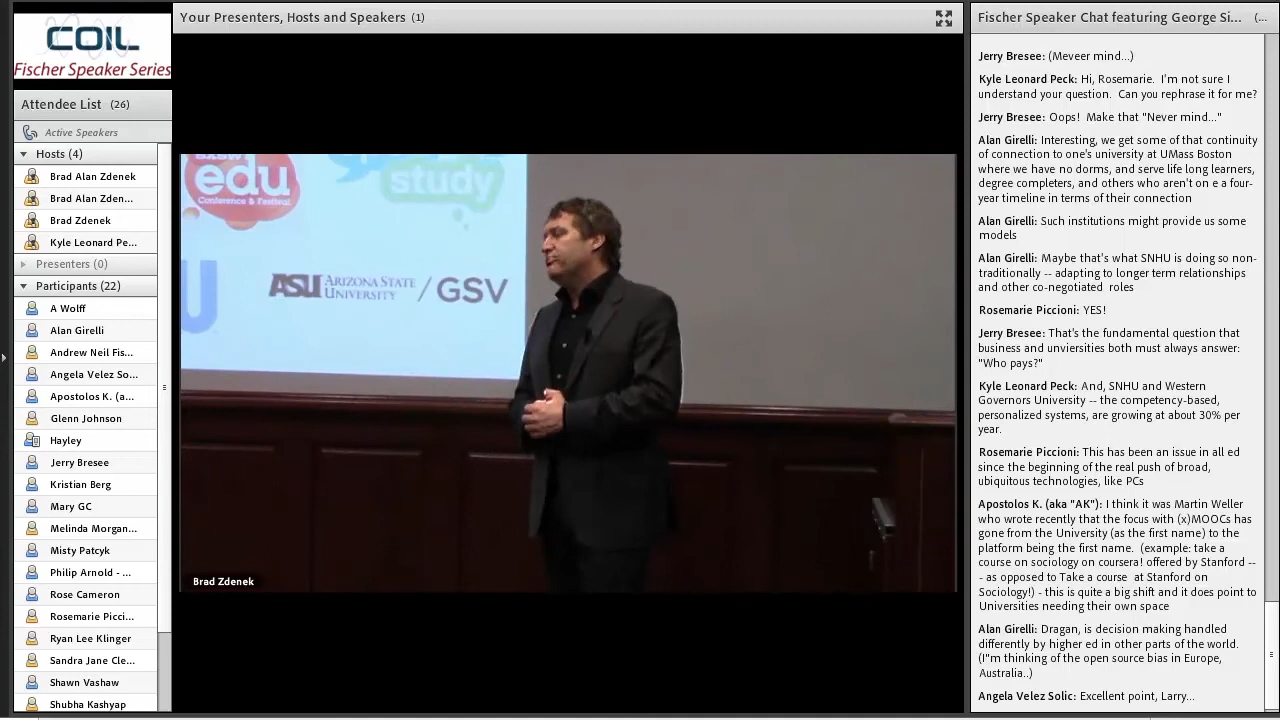 COIL
Fischer Speaker Series
Attendee List (26)
Active Speakers
Hosts (4)
Brad Alan Zdenek
Brad Alan Zden...
Brad Zdenek
Kyle Leonard Pe...
Presenters (0)
Participants (22)
A Wolff
Alan Girelli
Andrew Neil Fis...
Angela Velez So...
Apostolos K. (a...
Glenn Johnson
Hayley
Jerry Bresee
Kristian Berg
Mary GC
Melinda Morgan...
Misty Patcyk
Philip Arnold - ...
Rose Cameron
Rosemarie Picci...
Ryan Lee Klinger
Sandra Jane Cle...
Shawn Vashaw
Shubha Kashyap
Your Presenters, Hosts and Speakers (1)
edu
Conference & Festival
study
U
ASU ARIZONA STATE
UNIVERSITY / GSV
Brad Zdenek
Fischer Speaker Chat featuring George Si... (...
Jerry Bresee: (Meveer mind...)
Kyle Leonard Peck: Hi, Rosemarie. I'm not sure I
understand your question. Can you rephrase it for me?
Jerry Bresee: Oops! Make that "Never mind..."
Alan Girelli: Interesting, we get some of that continuity
of connection to one's university at UMass Boston
where we have no dorms, and serve life long learners,
degree completers, and others who aren't on e a four-
year timeline in terms of their connection
Alan Girelli: Such institutions might provide us some
models
Alan Girelli: Maybe that's what SNHU is doing so non-
traditionally -- adapting to longer term relationships
and other co-negotiated roles
Rosemarie Piccioni: YES!
Jerry Bresee: That's the fundamental question that
business and unviersities both must always answer:
"Who pays?"
Kyle Leonard Peck: And, SNHU and Western
Governors University -- the competency-based,
personalized systems, are growing at about 30% per
year.
Rosemarie Piccioni: This has been an issue in all ed
since the beginning of the real push of broad,
ubiquitous technologies, like PCs
Apostolos K. (aka "AK"): I think it was Martin Weller
who wrote recently that the focus with (x)MOOCs has
gone from the University (as the first name) to the
platform being the first name. (example: take a
course on sociology on coursera! offered by Stanford --
- as opposed to Take a course at Stanford on
Sociology!) - this is quite a big shift and it does point to
Universities needing their own space
Alan Girelli: Dragan, is decision making handled
differently by higher ed in other parts of the world.
(I"m thinking of the open source bias in Europe,
Australia..)
Angela Velez Solic: Excellent point, Larry...